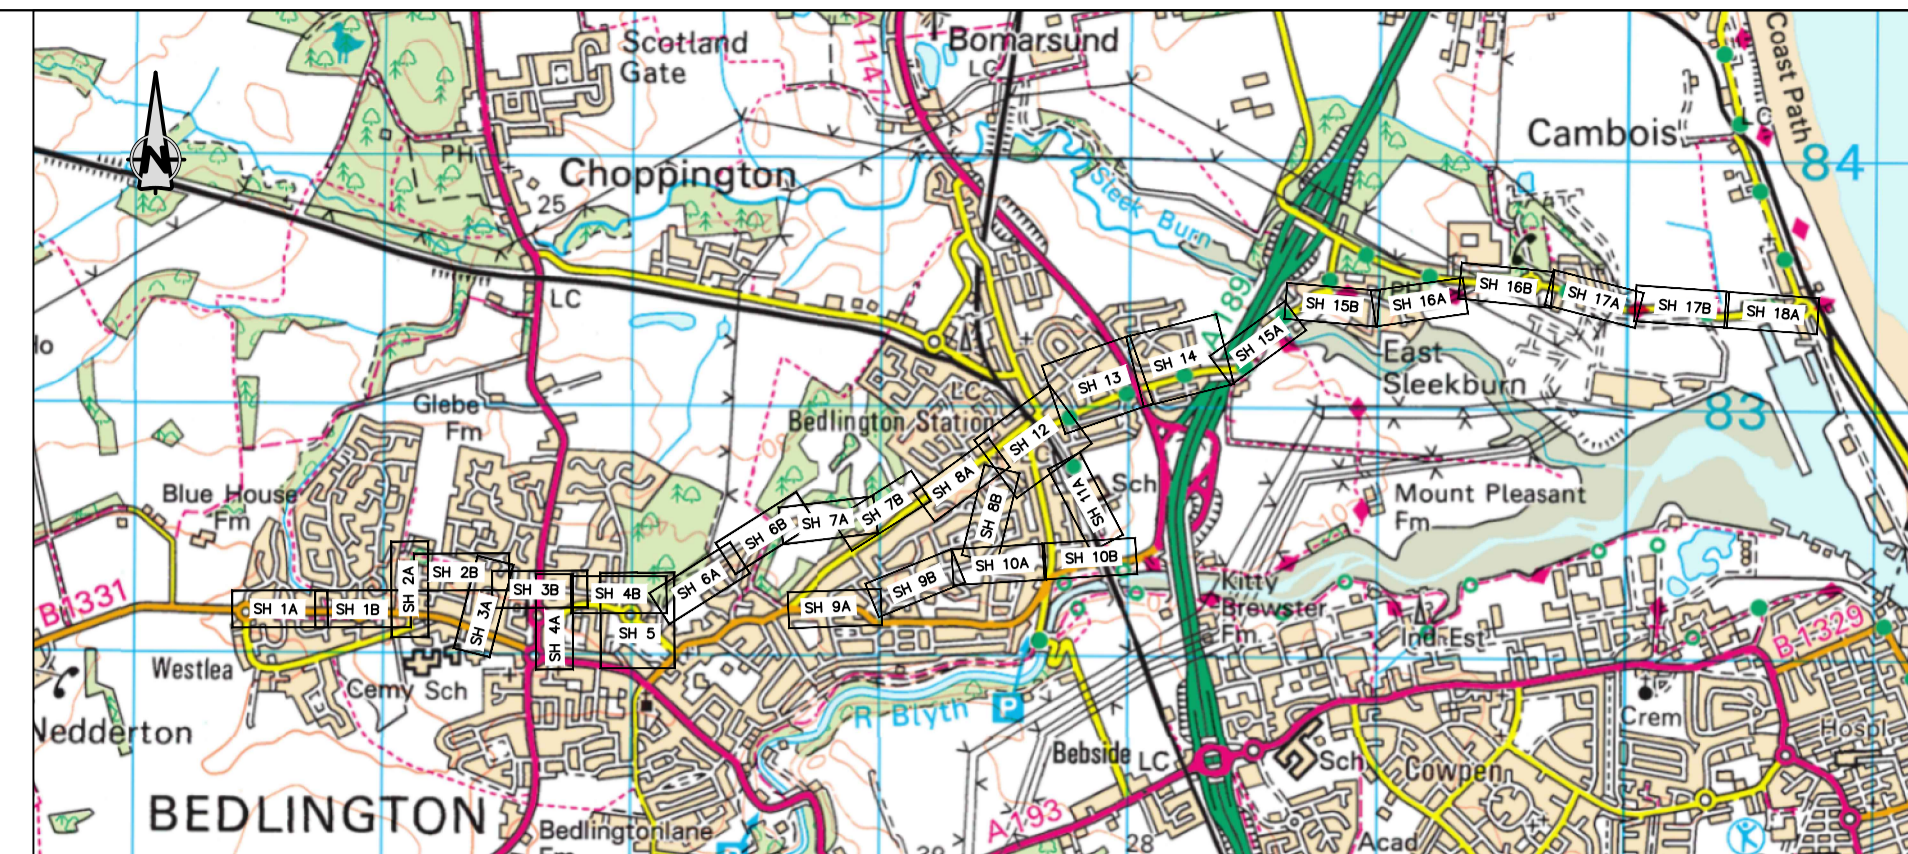 Scotland
Gate
A1147
Bomarsund
LC
Coast Path
LC
Cambois
84
N
PH
Choppington
25
Sleek Burn
A189
LC
SH 15B
SH 16A
SH 16B
SH 17A
SH 17B
SH 18A
SH 15A
SH 14
SH 13
East
Sleekburn
83
Glebe
Fm
LC
Bedlington Station
SH 12
SH 8A
SH 8B
SH 11A
Sch
Mount Pleasant
Fm
Blue House
Fm
SH 7B
SH 7A
6B
SH 6A
SH 10B
SH 10A
SH 9B
SH 9A
B1331
SH 1A
SH 1B
SH 2A
SH 2B
SH 3A
SH 3B
SH 4A
SH 4B
SH 5
Kitty
Brewster
Fm
Ind Est
B1329
Westlea
Cemy Sch
R Blyth
P
Nedderton
Bebside
LC
Sch
Cowpen
Crem
Hospl
BEDLINGTON
Bedlingtonlane
Fm
A193
28
Acad